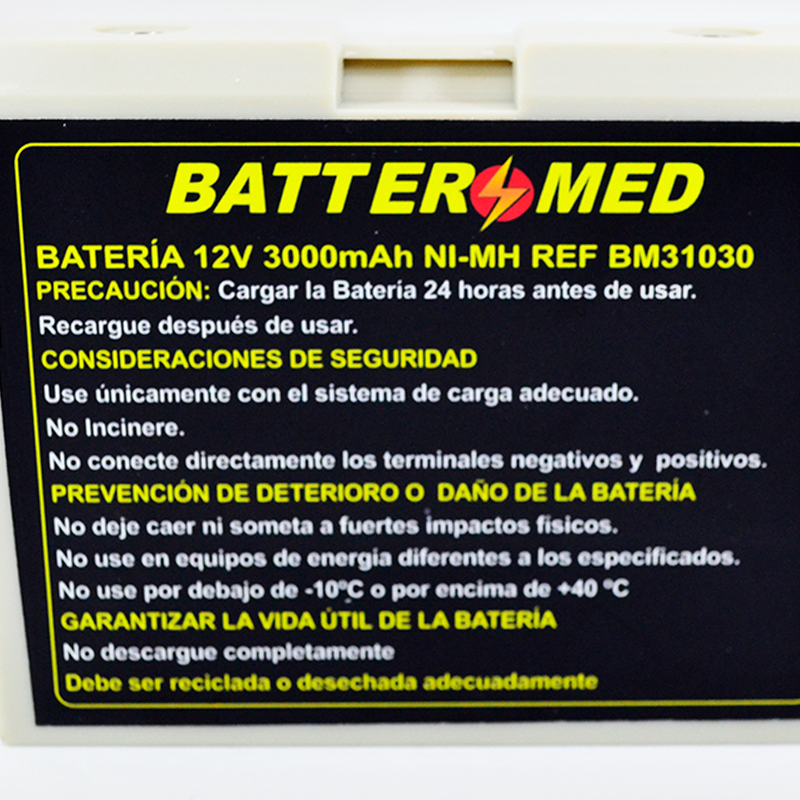 BATTER MED
BATERÍA 12V 3000mAh NI-MH REF BM31030
PRECAUCIÓN: Cargar la Batería 24 horas antes de usar.
Recargue después de usar.
CONSIDERACIONES DE SEGURIDAD
Use únicamente con el sistema de carga adecuado.
No Incinere.
No conecte directamente los terminales negativos y positivos.
PREVENCIÓN DE DETERIORO O DAÑO DE LA BATERÍA
No deje caer ni someta a fuertes impactos físicos.
No use en equipos de energia diferentes a los especificados.
No use por debajo de -10ºC o por encima de +40 ºC
GARANTIZAR LA VIDA ÚTIL DE LA BATERÍA
No descargue completamente
Debe ser reciclada o desechada adecuadamente